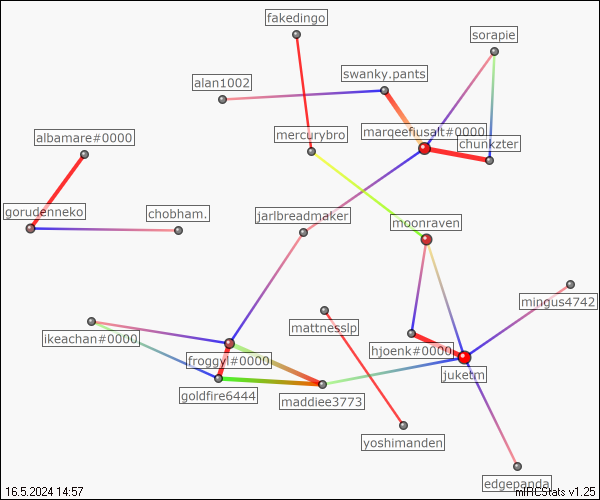 fakedingo
sorapie
swanky.pants
alan1002
marqeefiusalt#0000
mercurybro
chunkzter
albamare#0000
gorudenneko
chobham.
jarlbreadmaker
moonraven
mingus4742
mattnesslp
ikeachan#0000
hjoenk#0000
froggyl#0000
juketm
goldfire6444
maddiee3773
yoshimanden
edgepanda
16.5.2024 14:57
mIRCStats v1.25